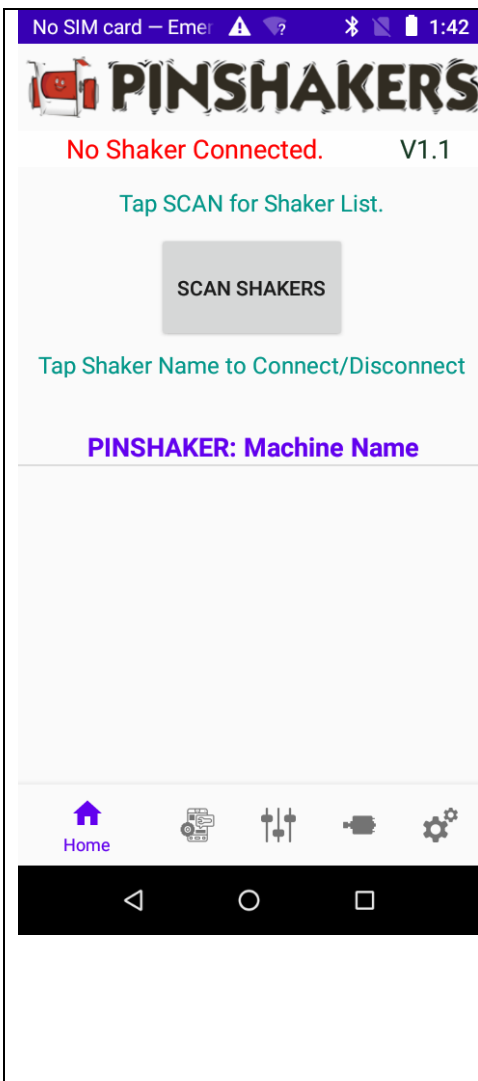 No SIM card — Emer
1:42
PINSHAKERS
No Shaker Connected. V1.1
Tap SCAN for Shaker List.
SCAN SHAKERS
Tap Shaker Name to Connect/Disconnect
PINSHAKER: Machine Name
Home